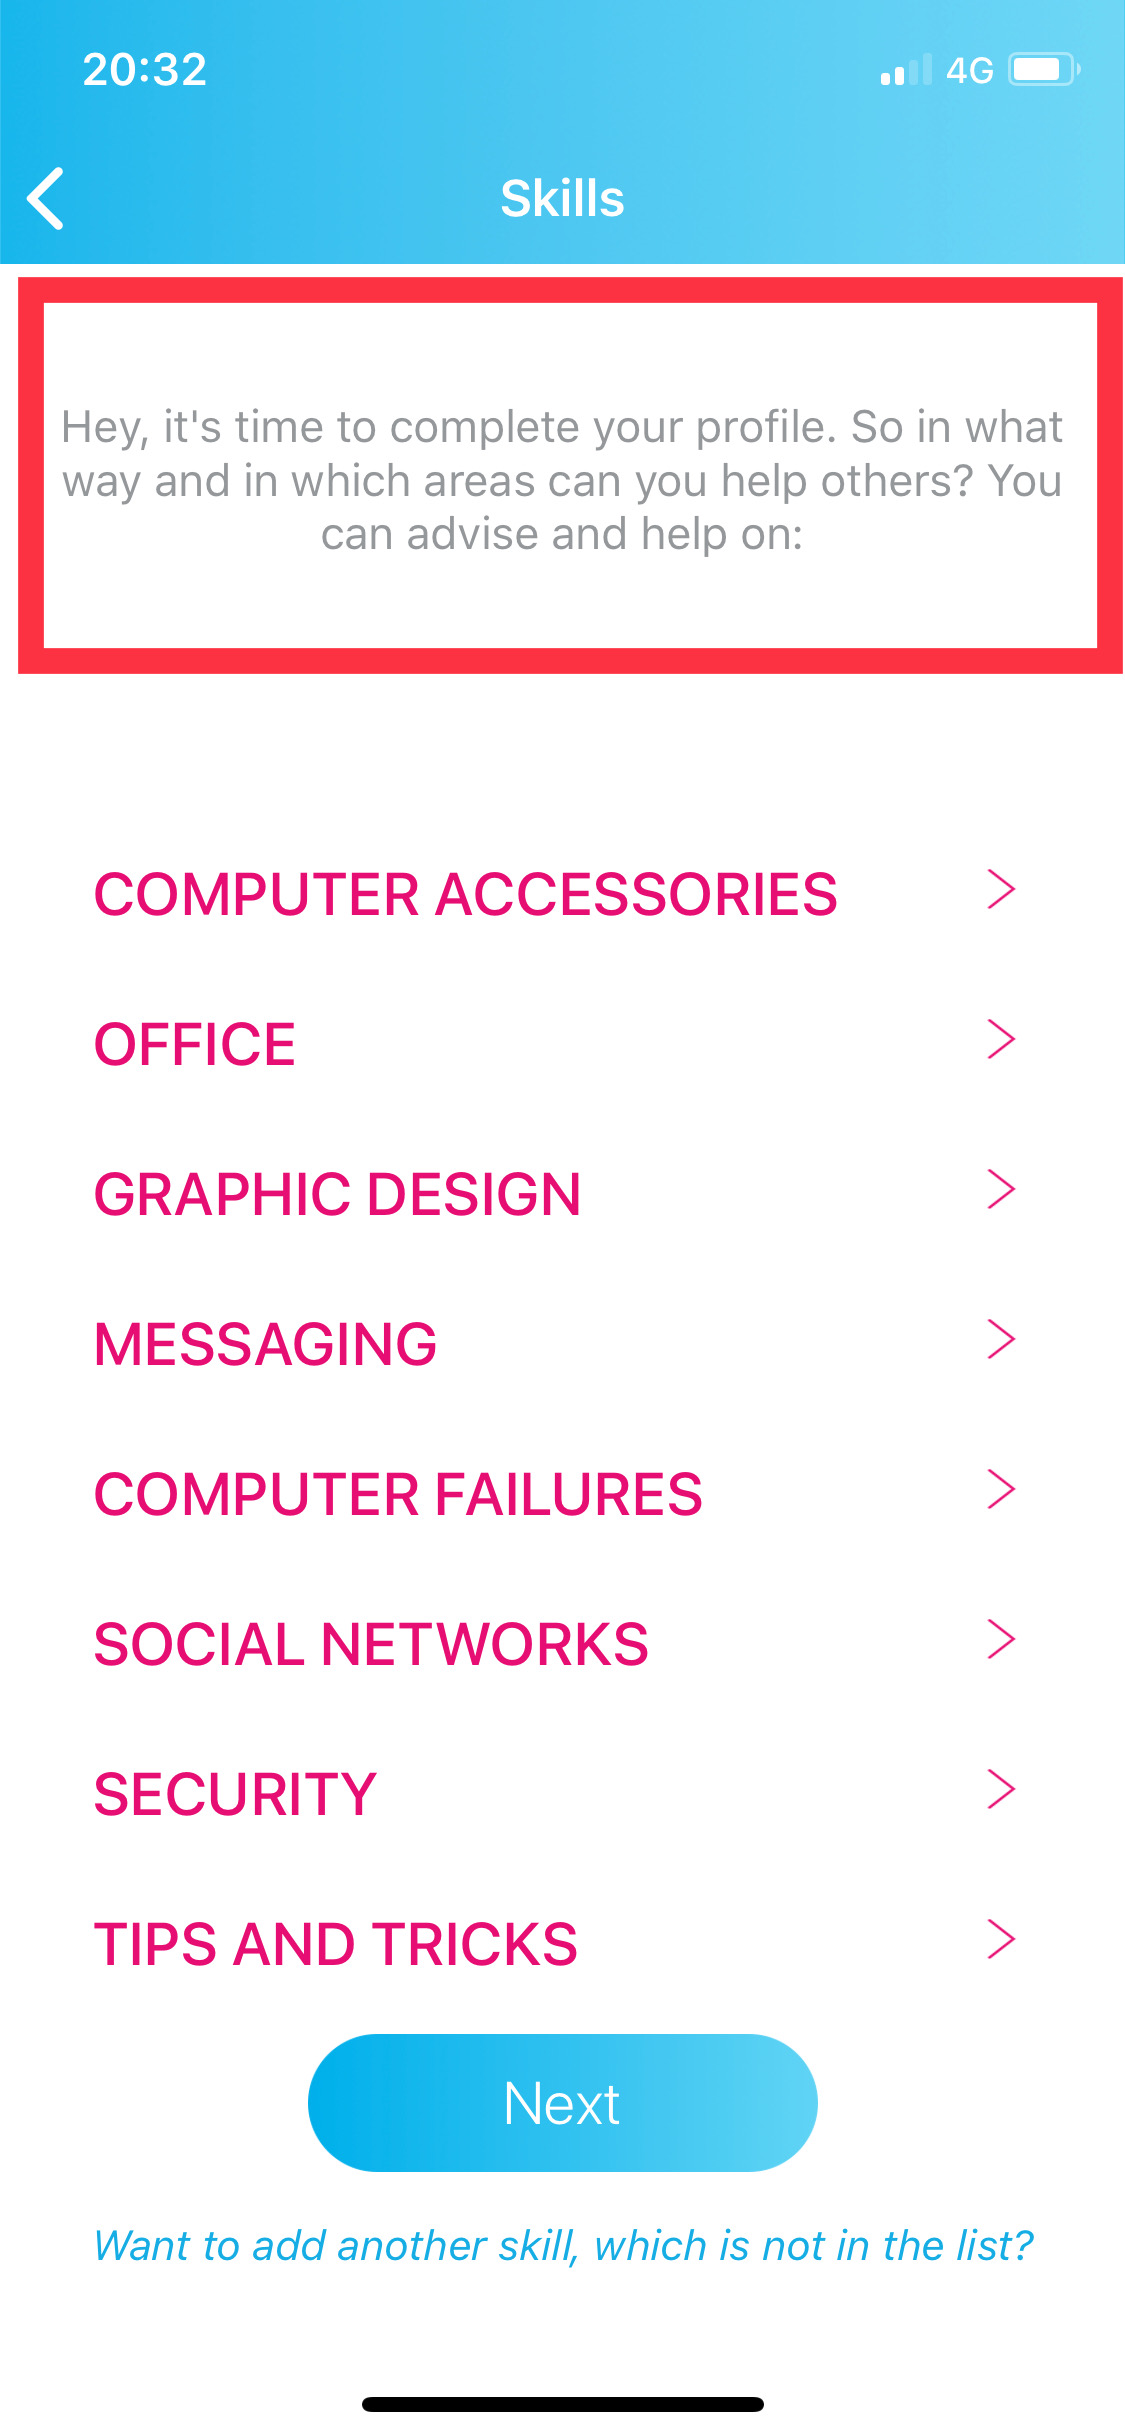 20:32
4G
Skills
Hey, it's time to complete your profile. So in what
way and in which areas can you help others? You
can advise and help on:
COMPUTER ACCESSORIES
OFFICE
GRAPHIC DESIGN
MESSAGING
COMPUTER FAILURES
SOCIAL NETWORKS
SECURITY
TIPS AND TRICKS
Next
Want to add another skill, which is not in the list?